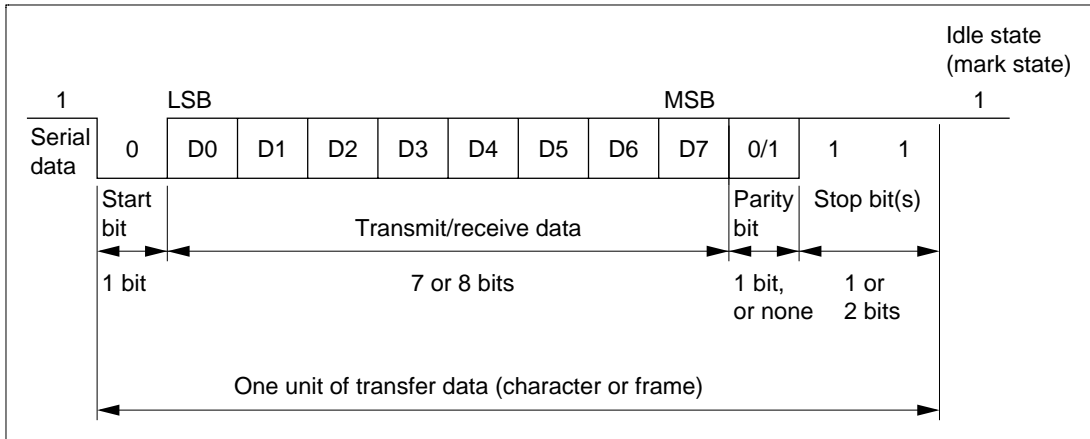 Idle state
(mark state)
1 LSB MSB 1
Serial
data
0 D0 D1 D2 D3 D4 D5 D6 D7 0/1 1 1
Start
bit
Transmit/receive data
Parity
bit
Stop bit(s)
1 bit
7 or 8 bits
1 bit,
or none
1 or
2 bits
One unit of transfer data (character or frame)